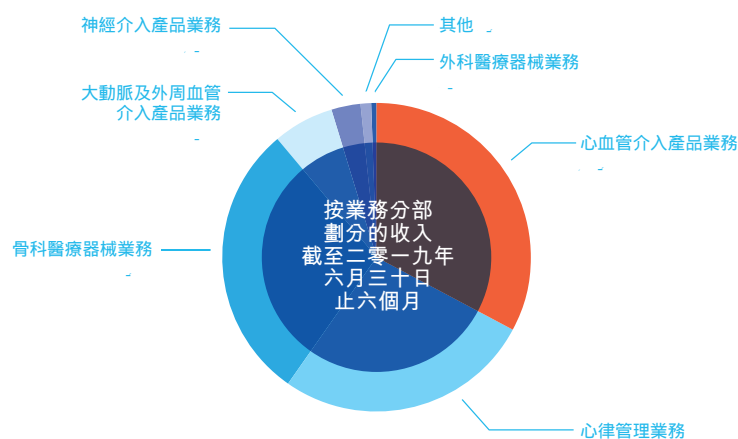 神經介入產品業務
其他
外科醫療器械業務
大動脈及外周血管
介入產品業務
心血管介入產品業務
按業務分部
劃分的收入
截至二零一九年
六月三十日
止六個月
骨科醫療器械業務
心律管理業務